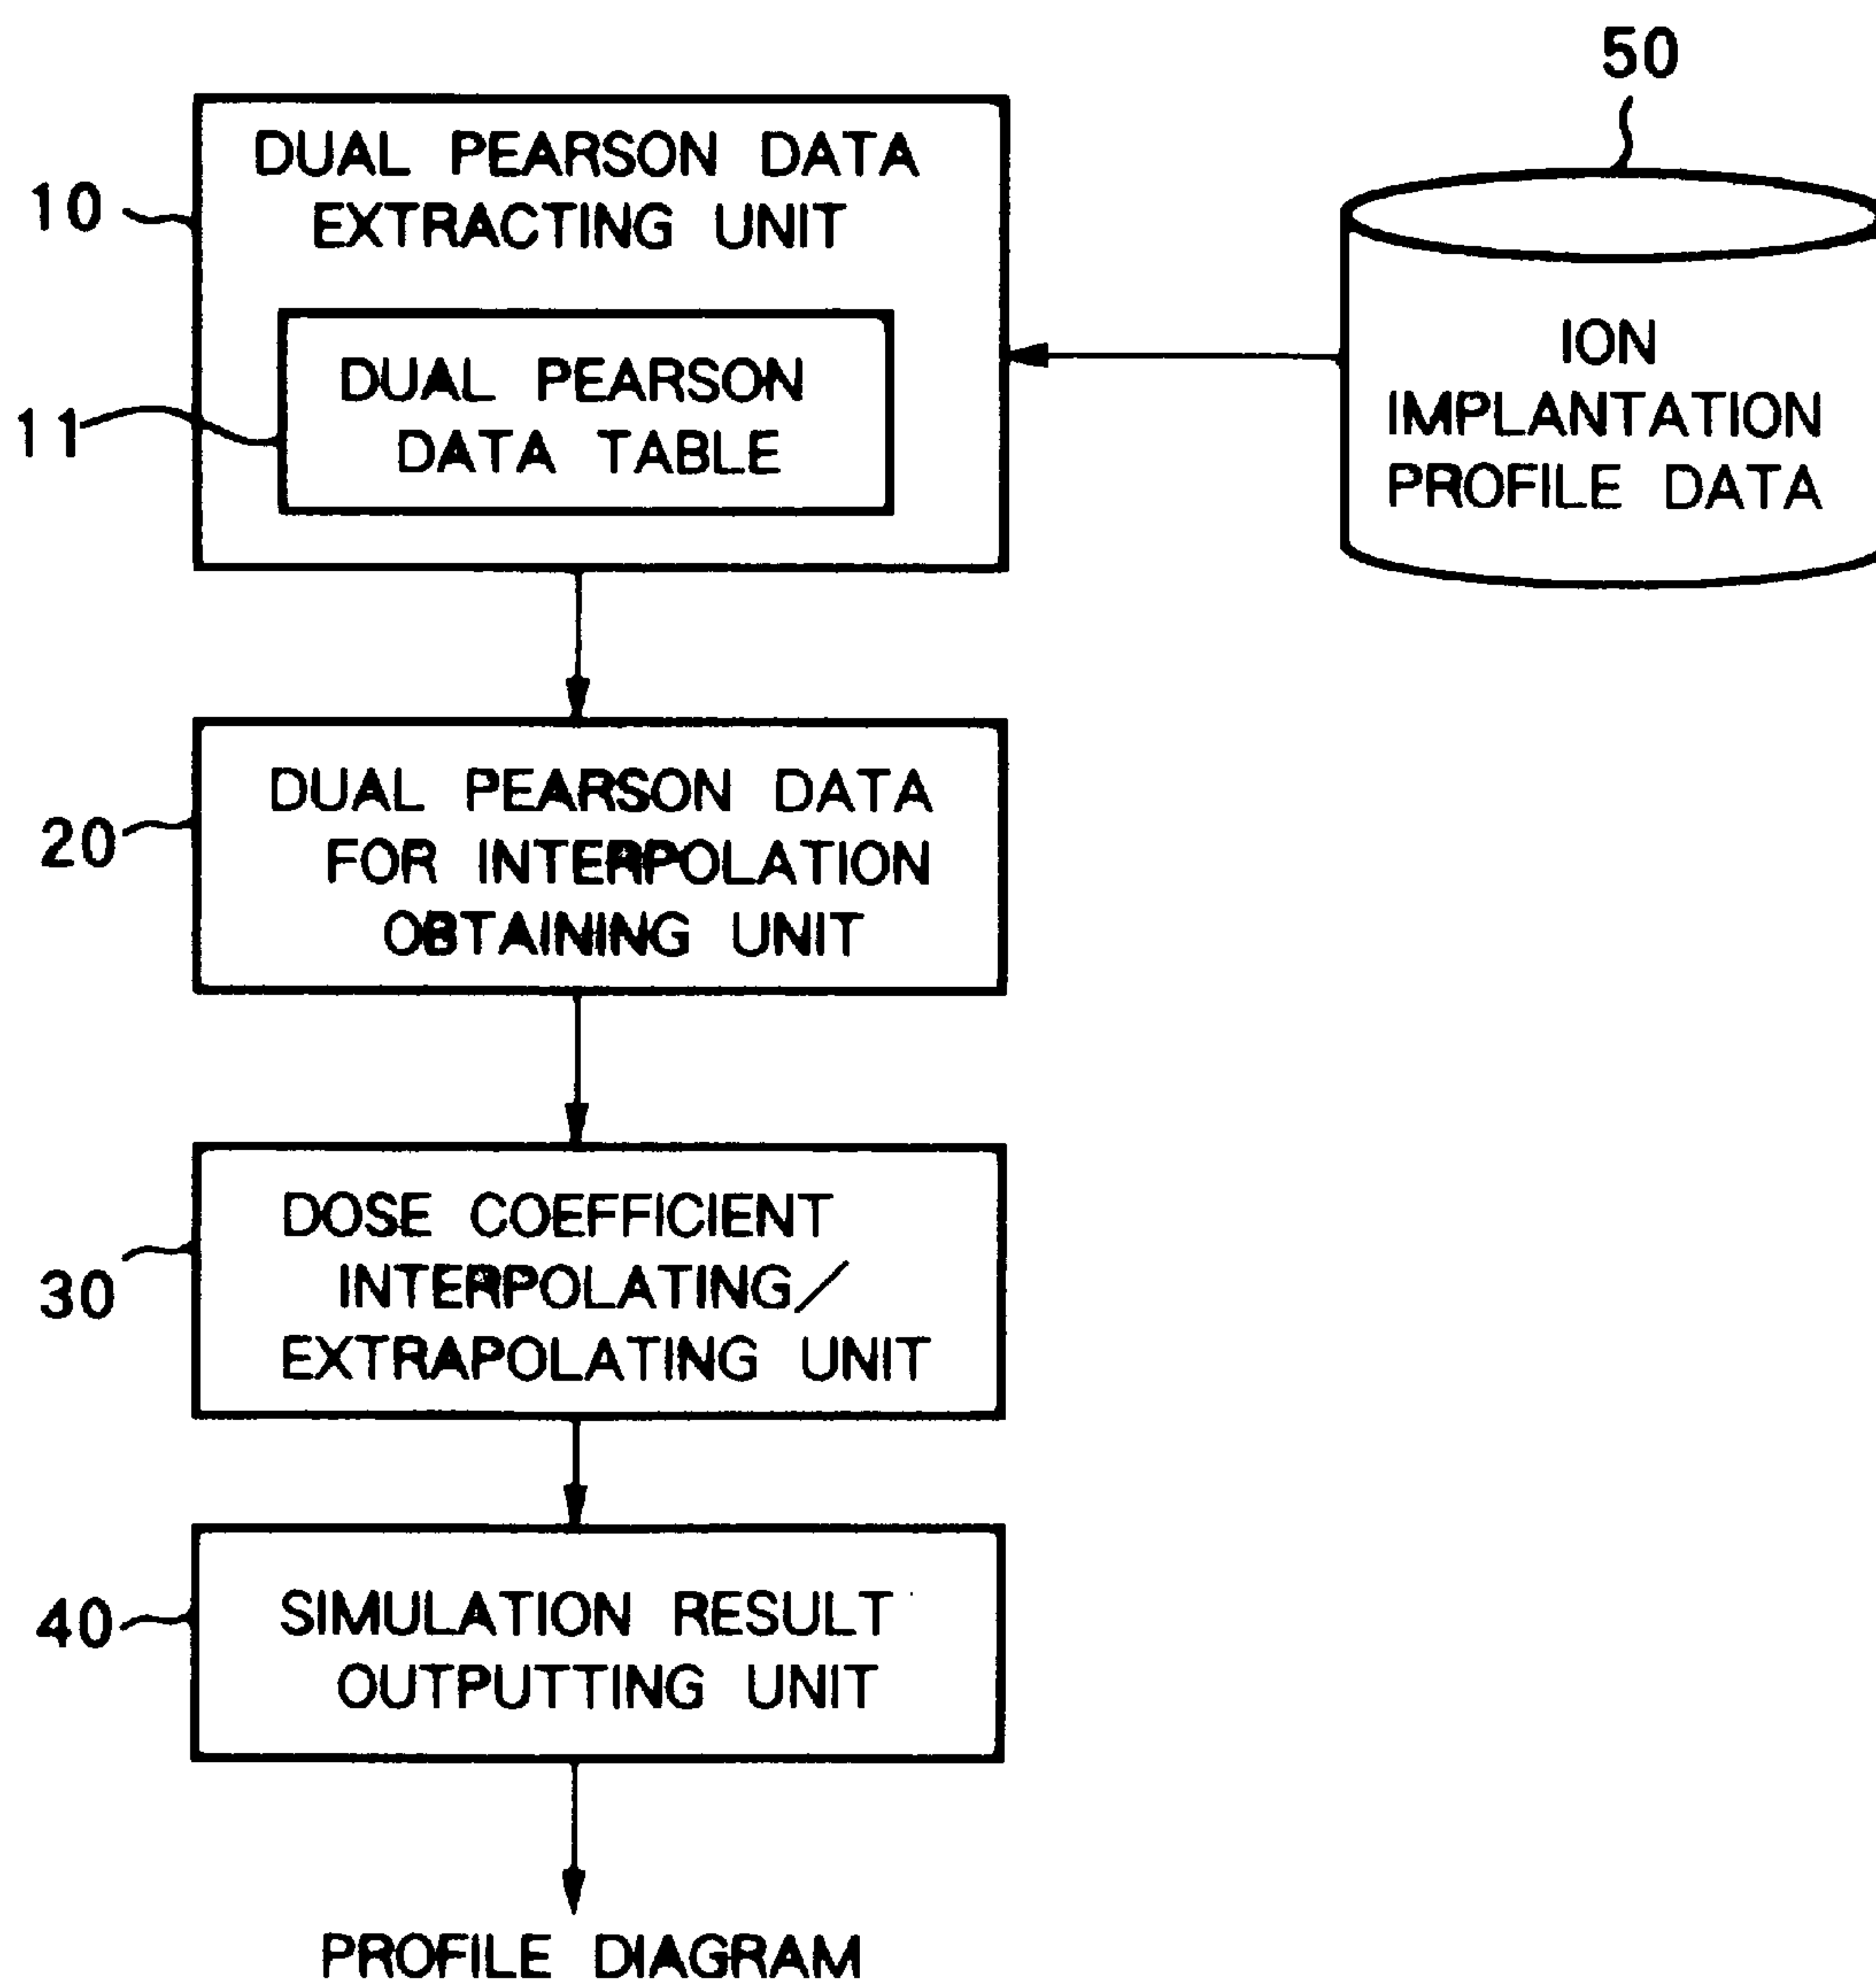 50
DUAL PEARSON DATA
EXTRACTING UNIT
10
DUAL PEARSON
DATA TABLE
11
ION
IMPLANTATION
PROFILE DATA
DUAL PEARSON DATA
FOR INTERPOLATION
OBTAINING UNIT
20
DOSE COEFFICIENT
INTERPOLATING/
EXTRAPOLATING UNIT
30
SIMULATION RESULT
OUTPUTTING UNIT
40
PROFILE DIAGRAM